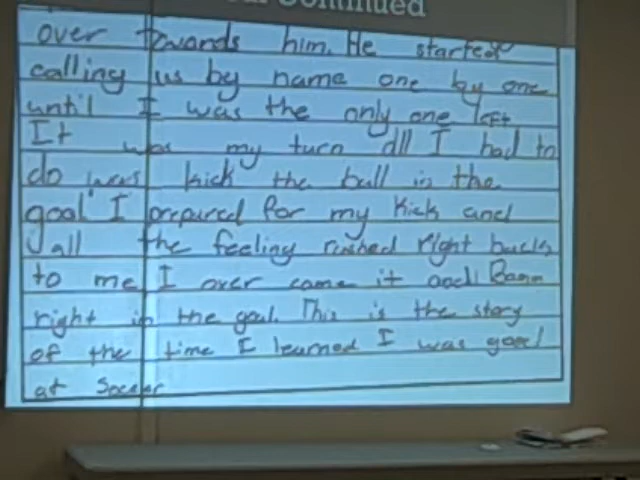 Continued
over towards him. He started
calling us by name one by one
until I was the only one left
It was my turn all I had to
do was kick the ball in the
goal I prepared for my kick and
all the feeling rushed right back
to me I over came it and Bam
right in the goal. This is the story
of the time I learned I was good
at Soccer